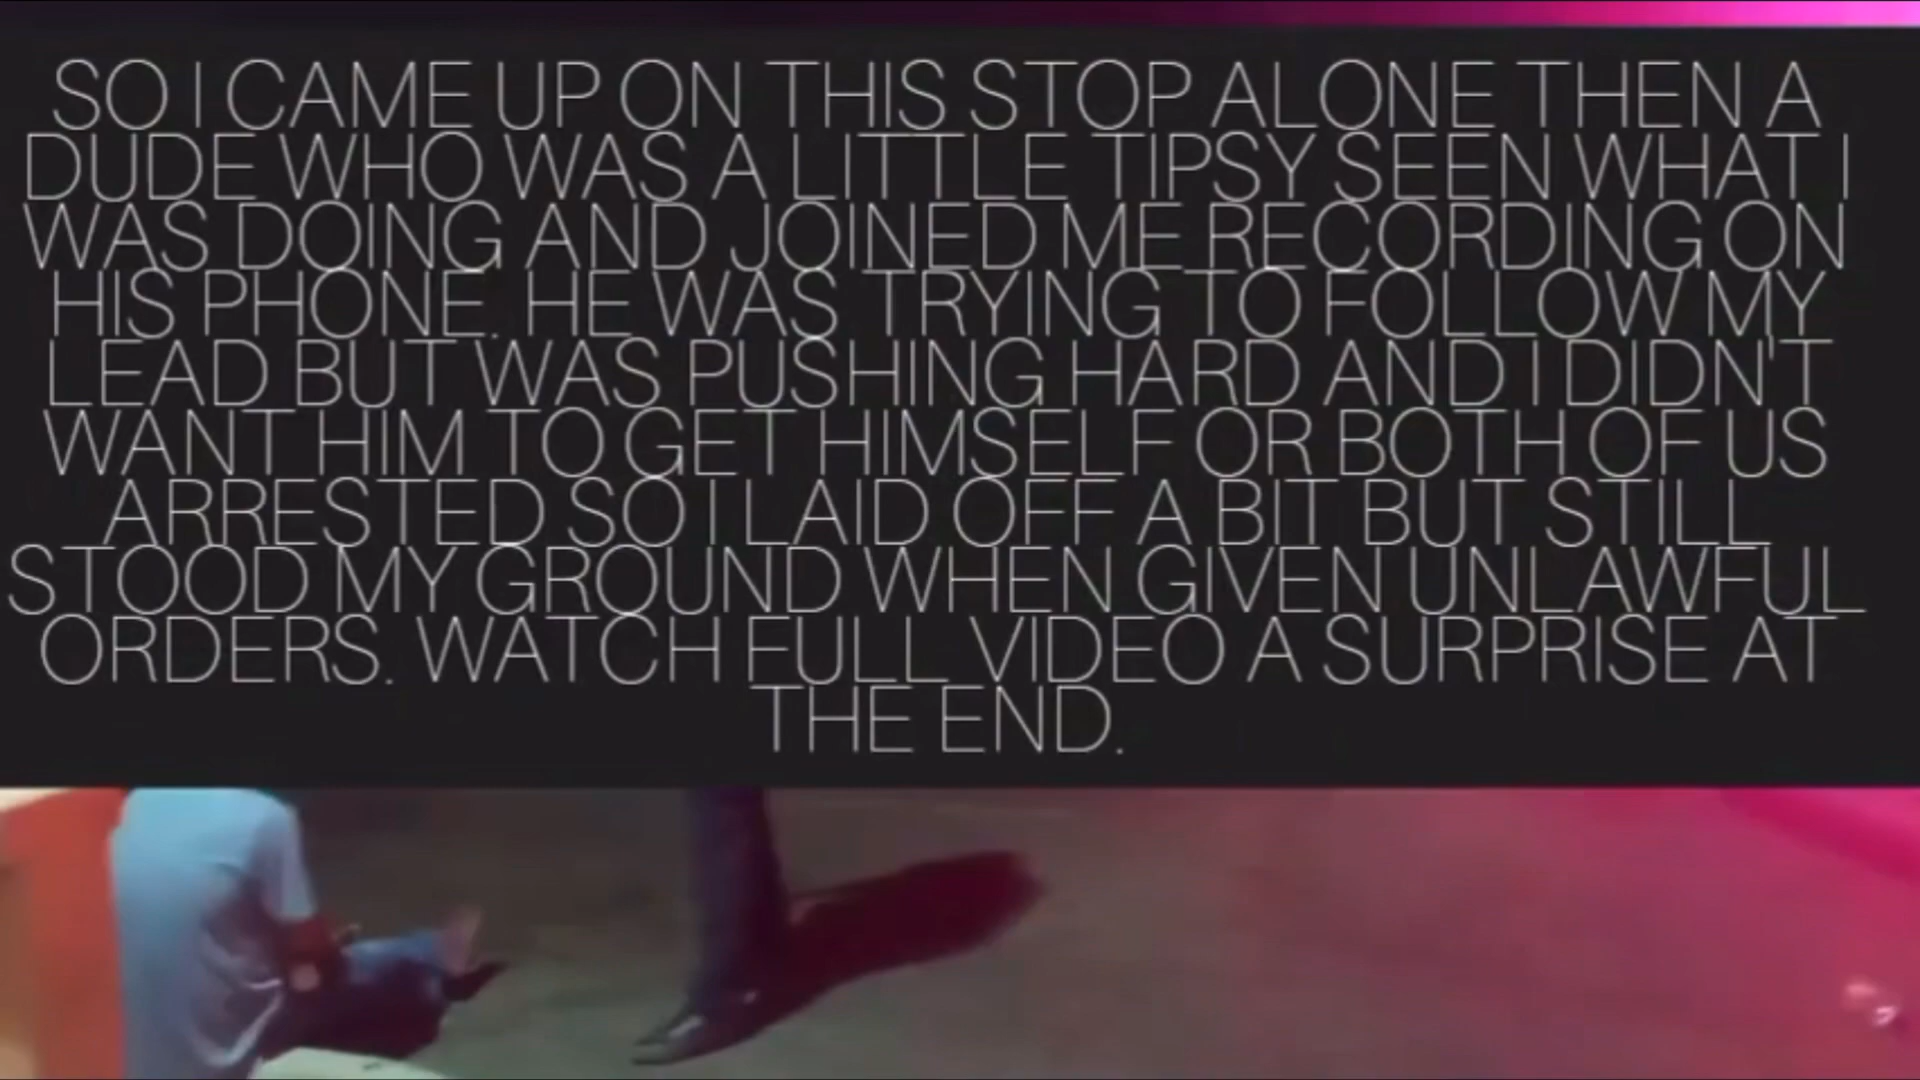 SO I CAME UP ON THIS STOP ALONE THEN A
DUDE WHO WAS A LITTLE TIPSY SEEN WHAT I
WAS DOING AND JOINED ME RECORDING ON
HIS PHONE. HE WAS TRYING TO FOLLOW MY
LEAD BUT WAS PUSHING HARD AND I DIDN'T
WANT HIM TO GET HIMSELF OR BOTH OF US
ARRESTED SO I LAID OFF A BIT BUT STILL
STOOD MY GROUND WHEN GIVEN UNLAWFUL
ORDERS. WATCH FULL VIDEO A SURPRISE AT
THE END.